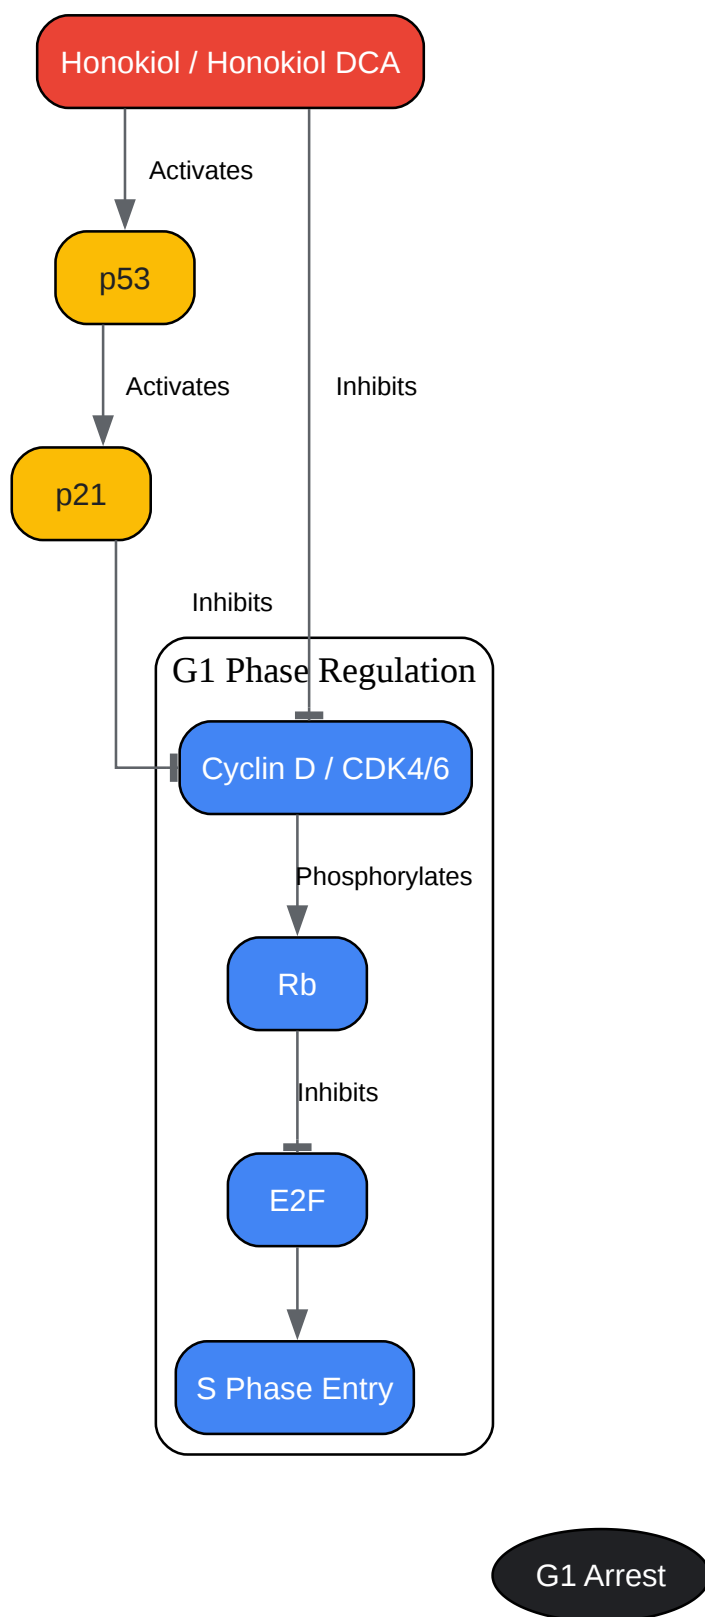 Honokiol / Honokiol DCA
Activates
p53
Activates
Inhibits
p21
Inhibits
G1 Phase Regulation
Cyclin D / CDK4/6
Phosphorylates
Rb
Inhibits
E2F
S Phase Entry
G1 Arrest